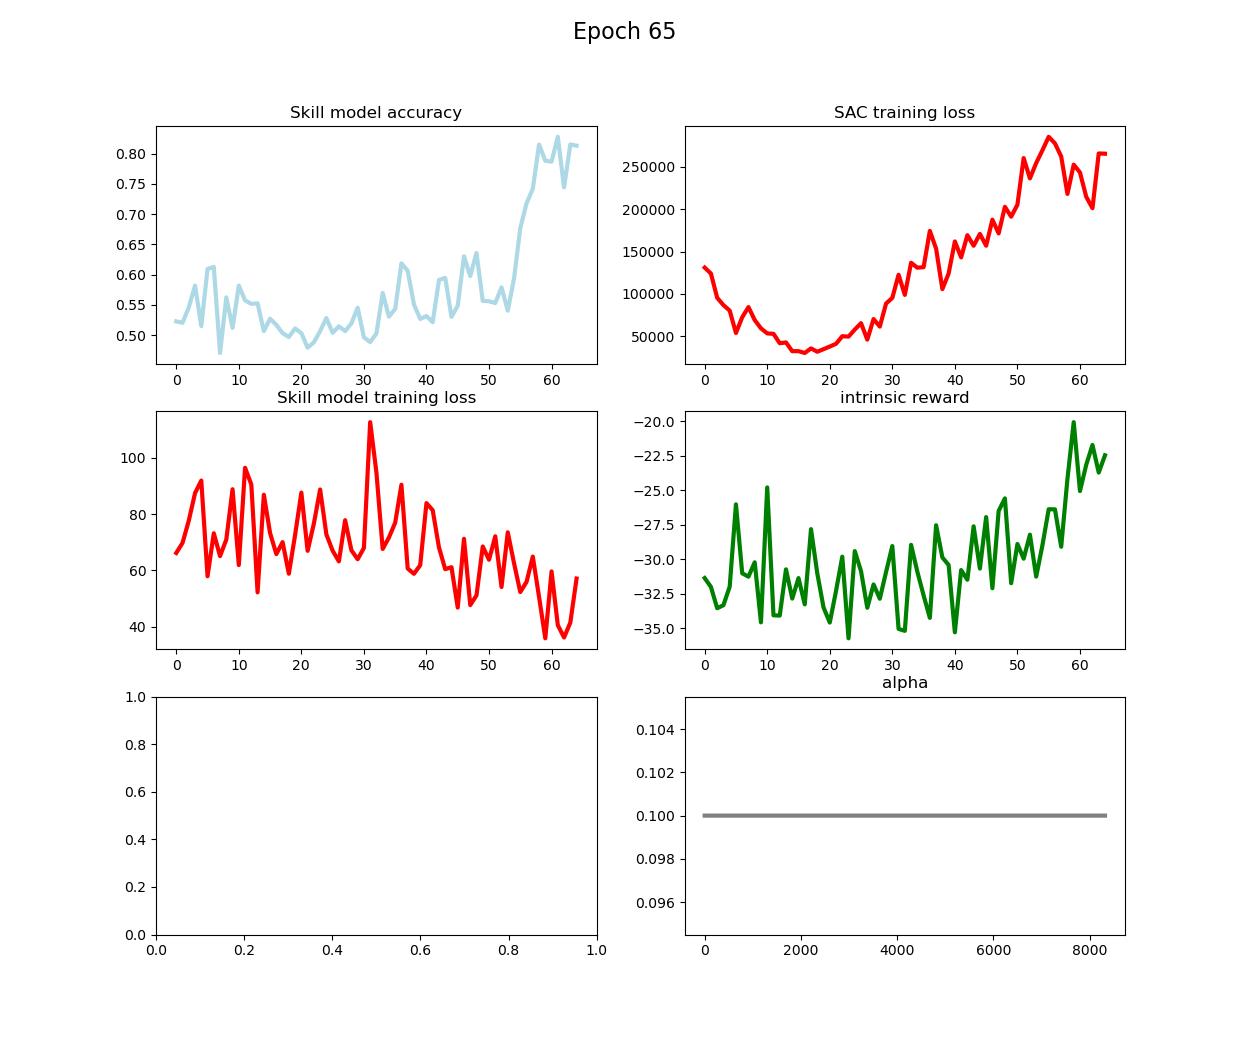 Epoch 65
Skill model accuracy
0.80
0.75
0.70
0.65
0.60
0.55
0.50
0 10 20 30 40 50 60
SAC training loss
250000
200000
150000
100000
50000
0 10 20 30 40 50 60
Skill model training loss
100
80
60
40
0 10 20 30 40 50 60
intrinsic reward
−20.0
−22.5
−25.0
−27.5
−30.0
−32.5
−35.0
0 10 20 30 40 50 60
1.0
0.8
0.6
0.4
0.2
0.0
0.0 0.2 0.4 0.6 0.8 1.0
alpha
0.104
0.102
0.100
0.098
0.096
0 2000 4000 6000 8000